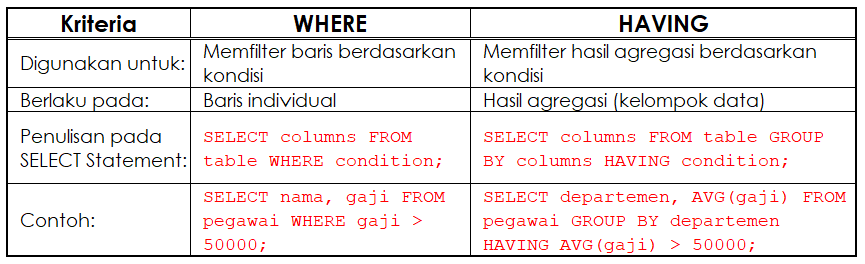 Kriteria WHERE HAVING
Digunakan untuk:
Memfilter baris berdasarkan
kondisi
Memfilter hasil agregasi berdasarkan
kondisi
Berlaku pada: Baris individual Hasil agregasi (kelompok data)
Penulisan pada
SELECT Statement:
SELECT columns FROM
table WHERE condition;
SELECT columns FROM table GROUP
BY columns HAVING condition;
Contoh:
SELECT nama, gaji FROM
pegawai WHERE gaji >
50000;
SELECT departemen, AVG(gaji) FROM
pegawai GROUP BY departemen
HAVING AVG(gaji) > 50000;